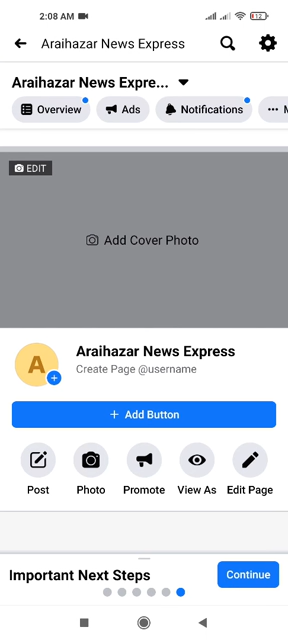 2:08 AM
12
Araihazar News Express
Araihazar News Expre...
Overview
Ads
Notifications
EDIT
Add Cover Photo
A
Araihazar News Express
Create Page @username
+ Add Button
Post
Photo
Promote
View As
Edit Page
Important Next Steps
Continue